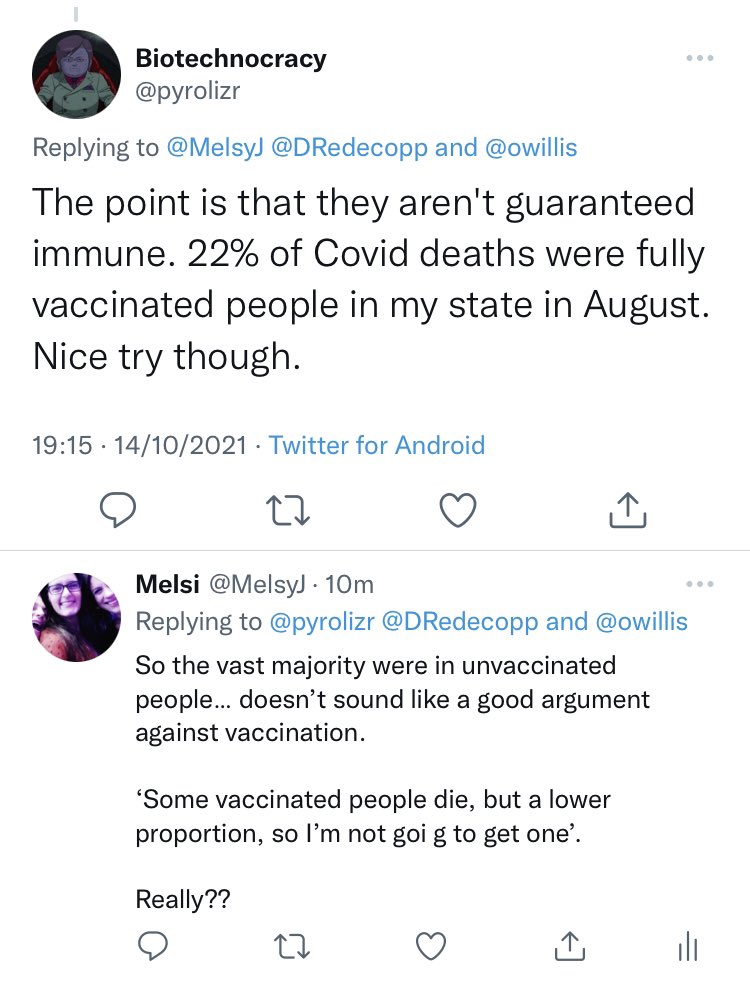 Biotechnocracy
@pyrolizr
Replying to @MelsyJ @DRedecopp and @owillis
The point is that they aren't guaranteed
immune. 22% of Covid deaths were fully
vaccinated people in my state in August.
Nice try though.
19:15 · 14/10/2021 · Twitter for Android
Melsi @MelsyJ · 10m
Replying to @pyrolizr @DRedecopp and @owillis
So the vast majority were in unvaccinated
people... doesn’t sound like a good argument
against vaccination.
‘Some vaccinated people die, but a lower
proportion, so I’m not goi g to get one’.
Really??